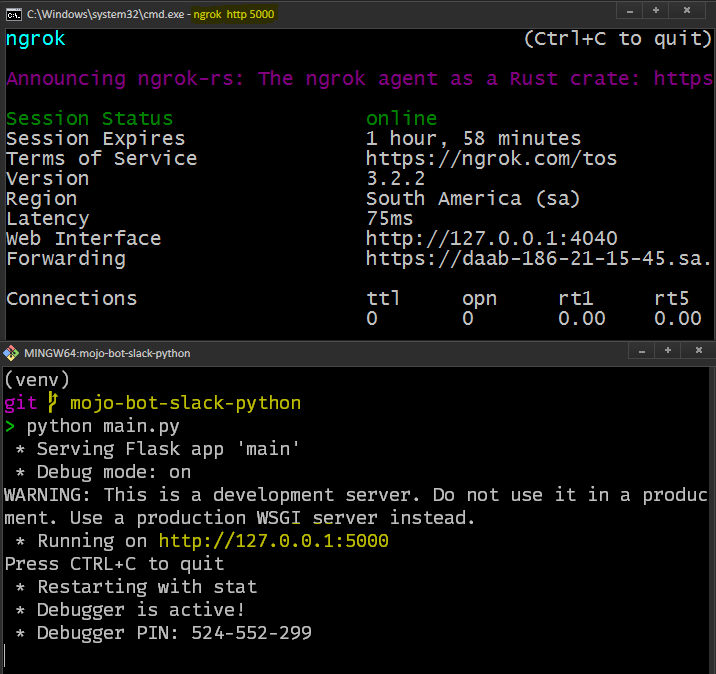 C:\Windows\system32\cmd.exe - ngrok http 5000
ngrok (Ctrl+C to quit)
Announcing ngrok-rs: The ngrok agent as a Rust crate: https
Session Status online
Session Expires 1 hour, 58 minutes
Terms of Service https://ngrok.com/tos
Version 3.2.2
Region South America (sa)
Latency 75ms
Web Interface http://127.0.0.1:4040
Forwarding https://daab-186-21-15-45.sa.
Connections ttl opn rt1 rt5
0 0 0.00 0.00
MINGW64:mojo-bot-slack-python
(venv)
git mojo-bot-slack-python
> python main.py
* Serving Flask app 'main'
* Debug mode: on
WARNING: This is a development server. Do not use it in a produc
ment. Use a production WSGI server instead.
* Running on http://127.0.0.1:5000
Press CTRL+C to quit
* Restarting with stat
* Debugger is active!
* Debugger PIN: 524-552-299